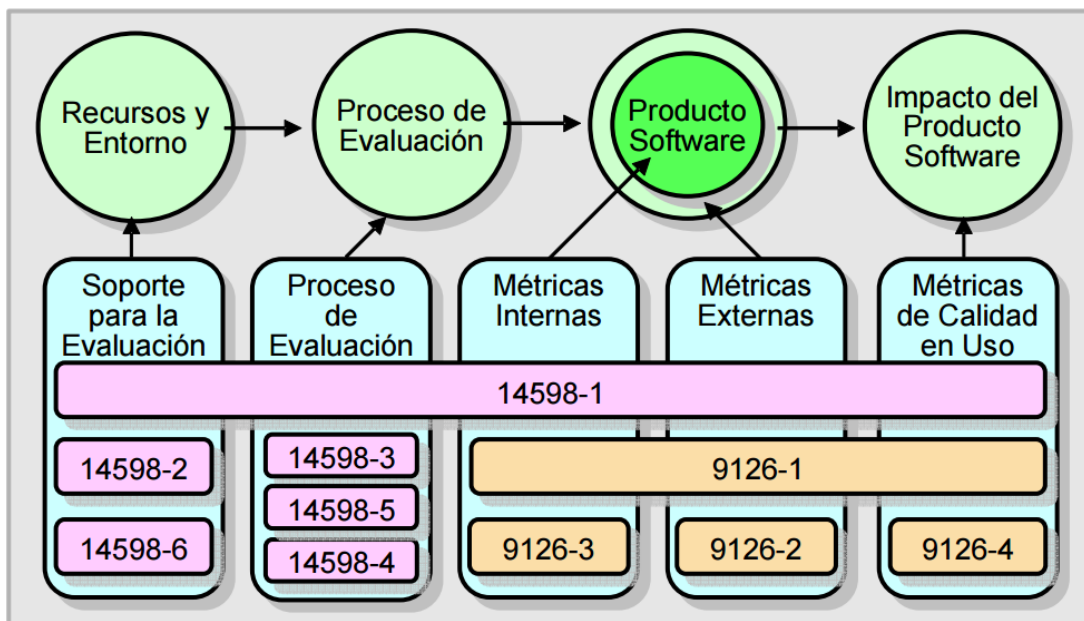 Recursos y
Entorno
Proceso de
Evaluación
Producto
Software
Impacto del
Producto
Software
Soporte
para la
Evaluación
Proceso
de
Evaluación
Métricas
Internas
Métricas
Externas
Métricas
de Calidad
en Uso
14598-1
14598-2
14598-3
9126-1
14598-5
14598-6
14598-4
9126-3
9126-2
9126-4